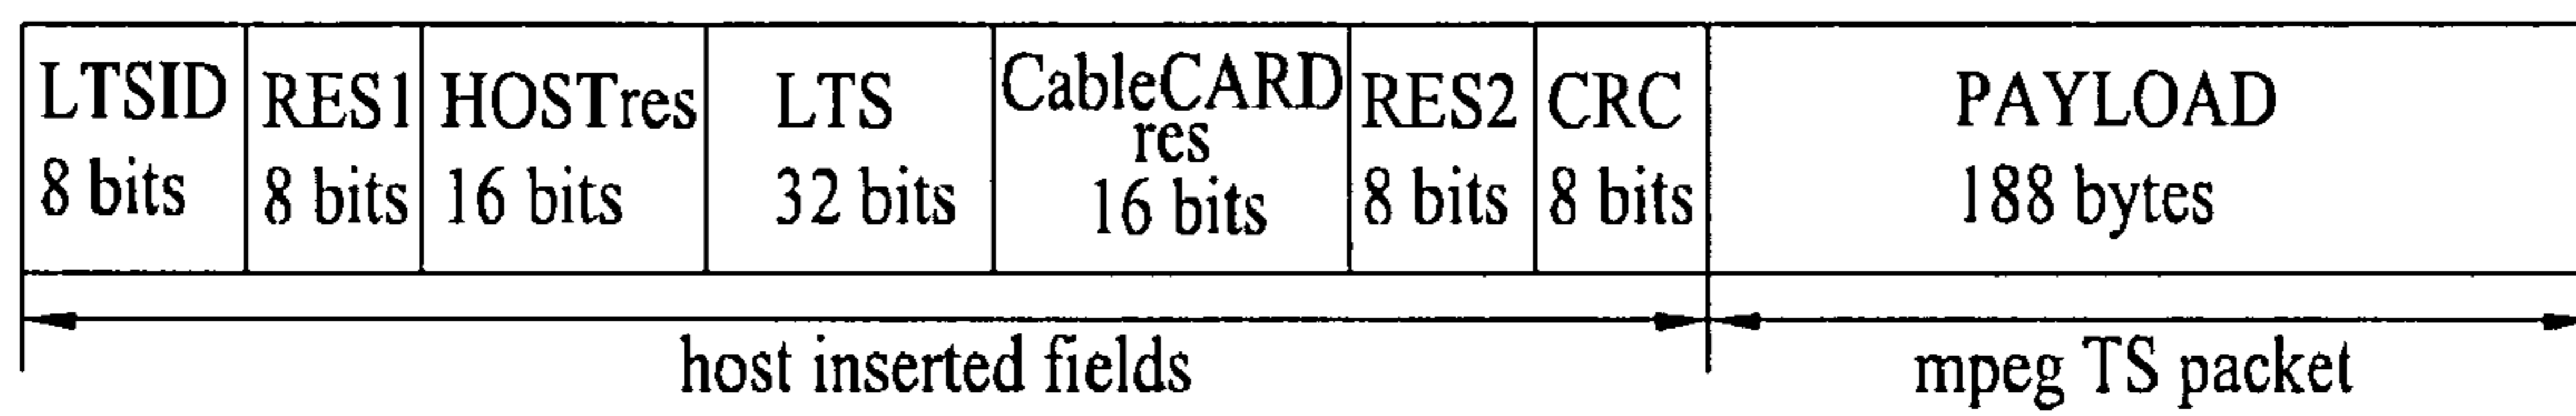 LTSID
8 bits
RES1
8 bits
HOSTres
16 bits
LTS
32 bits
CableCARD
res
16 bits
RES2
8 bits
CRC
8 bits
PAYLOAD
188 bytes
host inserted fields
mpeg TS packet